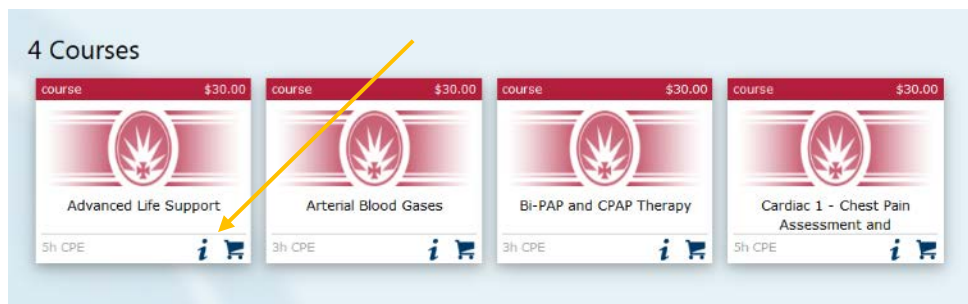 4 Courses
course $30.00
Advanced Life Support
5h CPE i
course $30.00
Arterial Blood Gases
3h CPE i
course $30.00
Bi-PAP and CPAP Therapy
3h CPE i
course $30.00
Cardiac 1 - Chest Pain
Assessment and
5h CPE i